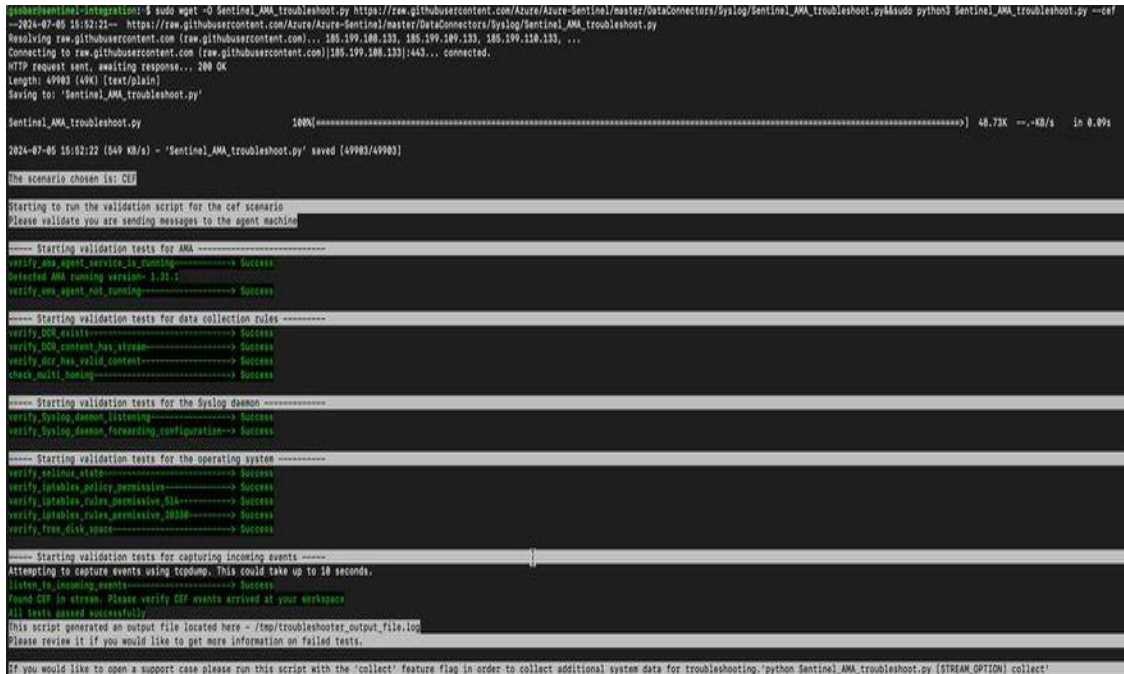 gsober@sentinel-integration:~$ sudo wget -O Sentinel_AMA_troubleshoot.py https://raw.githubusercontent.com/Azure/Azure-Sentinel/master/DataConnectors/Syslog/Sentinel_AMA_troubleshoot.py&&sudo python3 Sentinel_AMA_troubleshoot.py --cef
--2024-07-05 15:52:21-- https://raw.githubusercontent.com/Azure/Azure-Sentinel/master/DataConnectors/Syslog/Sentinel_AMA_troubleshoot.py
Resolving raw.githubusercontent.com (raw.githubusercontent.com)... 185.199.108.133, 185.199.109.133, 185.199.110.133, ...
Connecting to raw.githubusercontent.com (raw.githubusercontent.com)|185.199.108.133|:443... connected.
HTTP request sent, awaiting response... 200 OK
Length: 49903 (49K) [text/plain]
Saving to: 'Sentinel_AMA_troubleshoot.py'
Sentinel_AMA_troubleshoot.py 100%[=====================================>] 48.73K --.-KB/s in 0.09s
2024-07-05 15:52:22 (549 KB/s) - 'Sentinel_AMA_troubleshoot.py' saved [49903/49903]
The scenario chosen is: CEF
Starting to run the validation script for the cef scenario
Please validate you are sending messages to the agent machine
----- Starting validation tests for AMA ---------------------------
verify_ama_agent_service_is_running------------> Success
Detected AMA running version- 1.31.1
verify_oms_agent_not_running-------------------> Success
----- Starting validation tests for data collection rules ---------
verify_DCR_exists------------------------------> Success
verify_DCR_content_has_stream------------------> Success
verify_dcr_has_valid_content-------------------> Success
check_multi_homing-----------------------------> Success
----- Starting validation tests for the Syslog daemon -------------
verify_Syslog_daemon_listening-----------------> Success
verify_Syslog_daemon_forwarding_configuration--> Success
----- Starting validation tests for the operating system ----------
verify_selinux_state---------------------------> Success
verify_iptables_policy_permissive--------------> Success
verify_iptables_rules_permissive_514-----------> Success
verify_iptables_rules_permissive_28330---------> Success
verify_free_disk_space-------------------------> Success
----- Starting validation tests for capturing incoming events -----
Attempting to capture events using tcpdump. This could take up to 10 seconds.
listen_to_incoming_events----------------------> Success
Found CEF in stream. Please verify CEF events arrived at your workspace
All tests passed successfully
This script generated an output file located here - /tmp/troubleshooter_output_file.log
Please review it if you would like to get more information on failed tests.
If you would like to open a support case please run this script with the 'collect' feature flag in order to collect additional system data for troubleshooting.'python Sentinel_AMA_troubleshoot.py [STREAM_OPTION] collect'